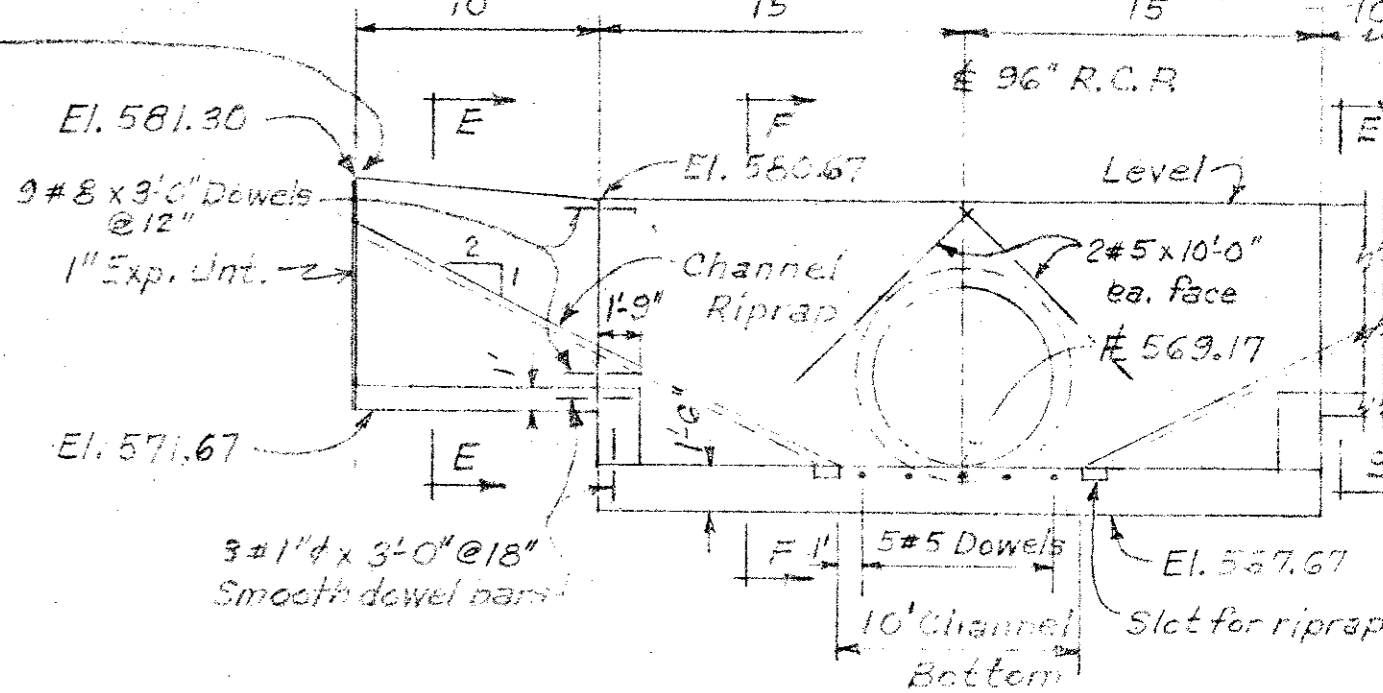 10
15
15
10
℄ 96" R.C.P.
El. 581.30
E
F
E
El. 580.67
Level
9#8 x 3'-0" Dowels
@ 12"
2
1
2#5 x 10'-0"
ea. face
1" Exp. Jnt.
Channel
Riprap
1'-9"
℄ 569.17
1'
1'-6"
El. 571.67
E
3#1"⌀ x 3'-0" @ 18"
Smooth dowel bars
F
1'
5#5 Dowels
El. 567.67
10' Channel
Bottom
Slot for riprap